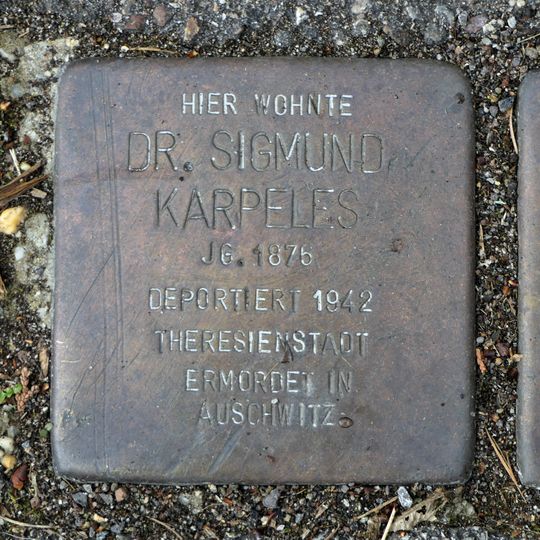 HIER WOHNTE
DR. SIGMUND
KARPELES
JG. 1876
DEPORTIERT 1942
THERESIENSTADT
ERMORDET IN
AUSCHWITZ